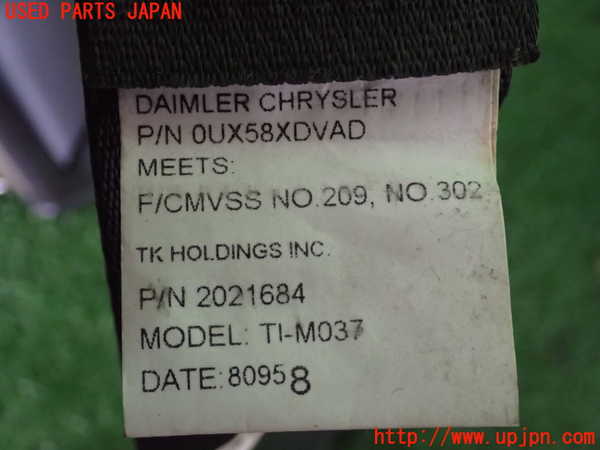 USED PARTS JAPAN
DAIMLER CHRYSLER
P/N 0UX58XDVAD
MEETS:
F/CMVSS NO.209, NO.302
TK HOLDINGS INC.
P/N 2021684
MODEL: TI-M037
DATE: 80958
http://www.upjpn.com